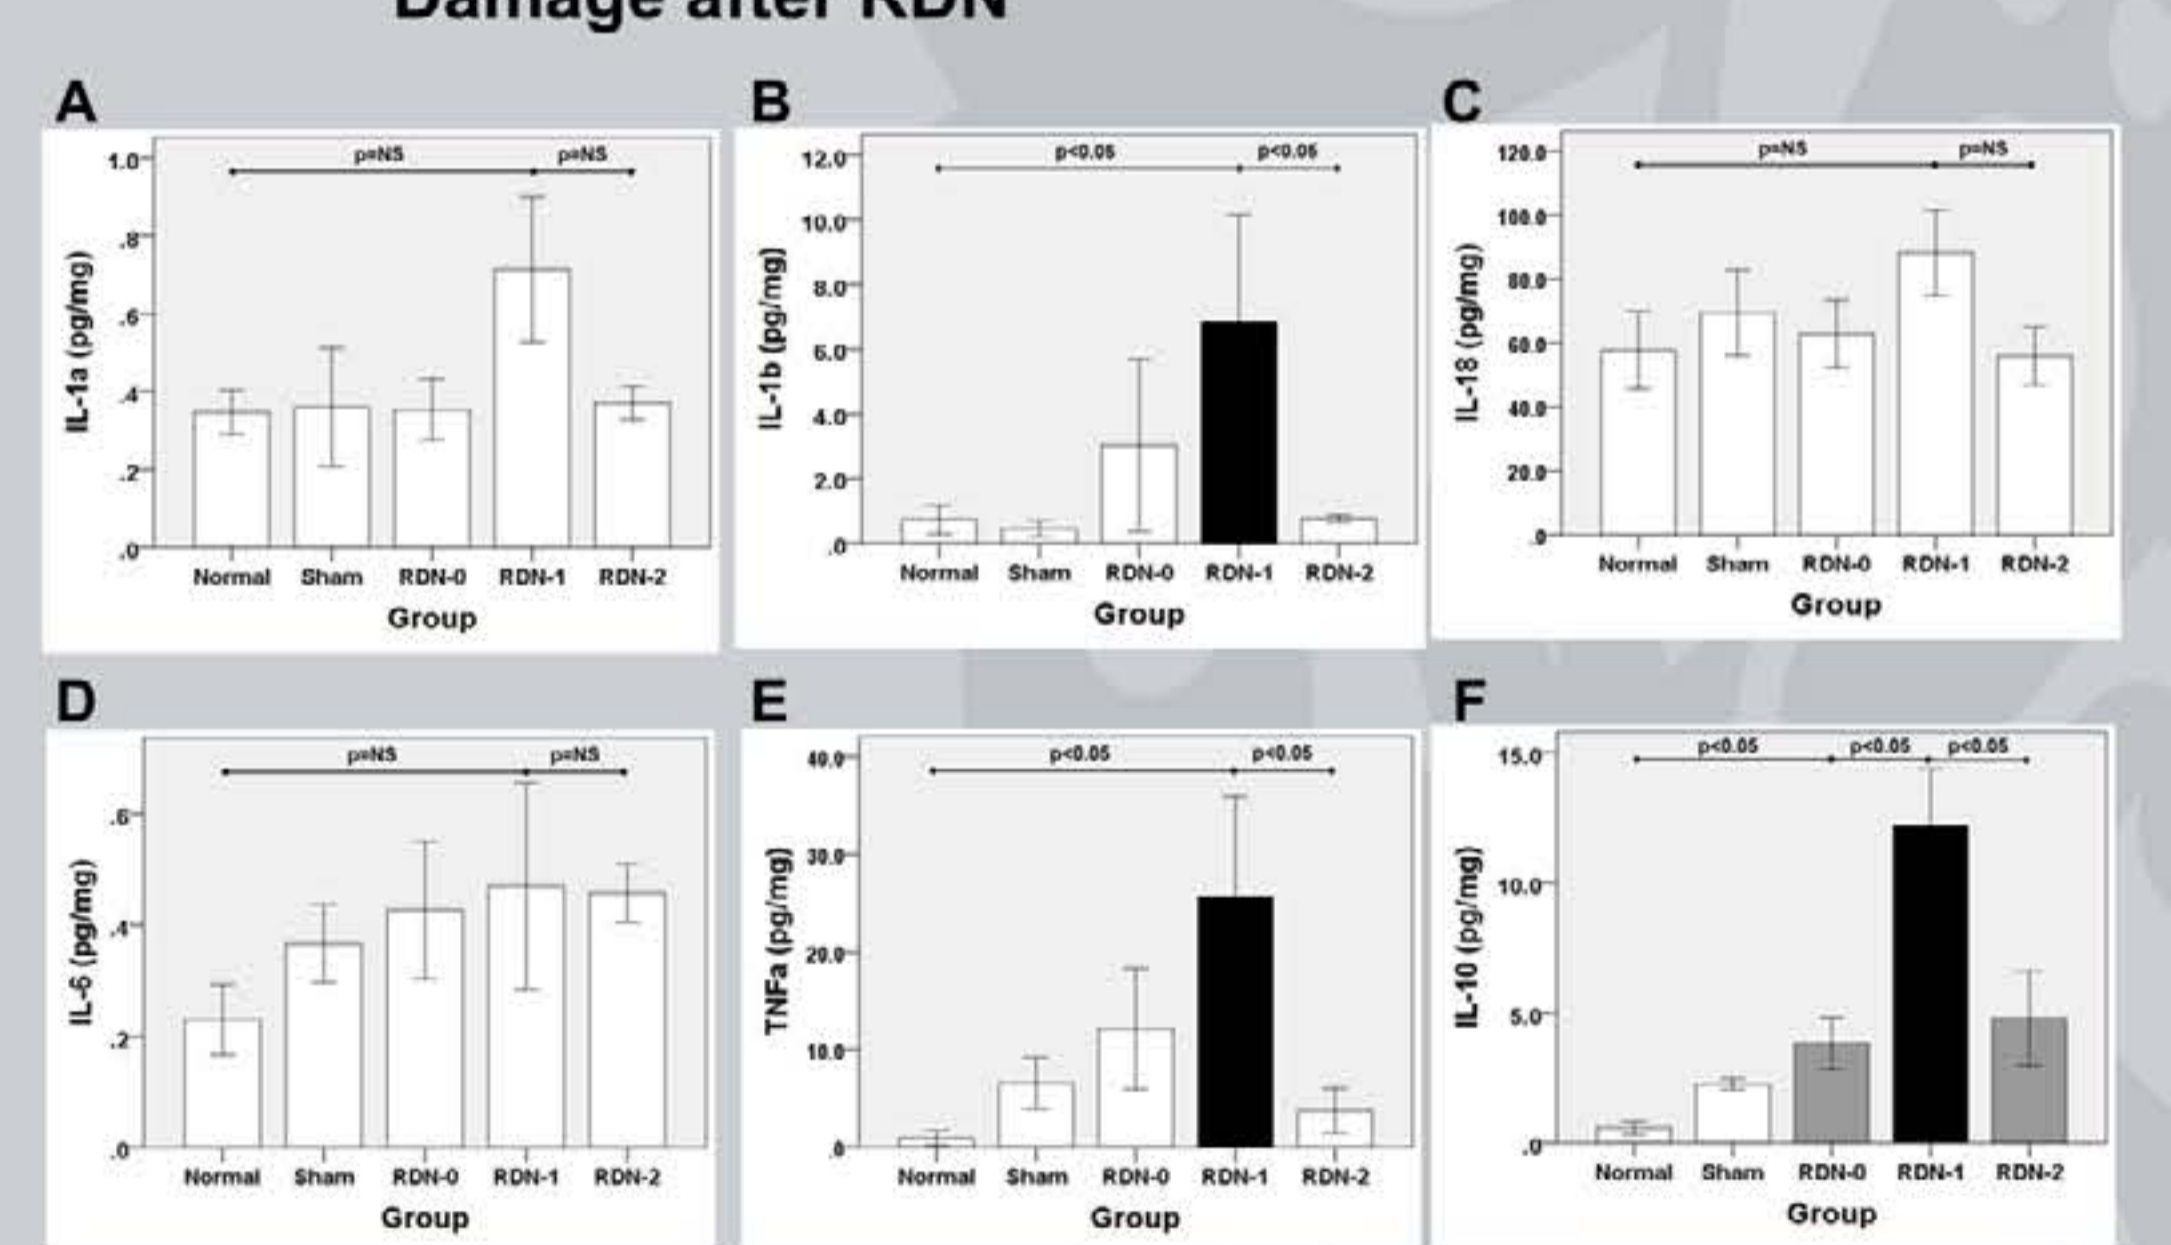 Damage after RDN
A
p=NS p=NS
1.0
.8
.6
.4
.2
.0
IL-1a (pg/mg)
Normal Sham RDN-0 RDN-1 RDN-2
Group
B
p<0.05 p<0.05
12.0
10.0
8.0
6.0
4.0
2.0
.0
IL-1b (pg/mg)
Normal Sham RDN-0 RDN-1 RDN-2
Group
C
p=NS p=NS
120.0
100.0
80.0
60.0
40.0
20.0
.0
IL-18 (pg/mg)
Normal Sham RDN-0 RDN-1 RDN-2
Group
D
p=NS p=NS
.6
.4
.2
.0
IL-6 (pg/mg)
Normal Sham RDN-0 RDN-1 RDN-2
Group
E
p<0.05 p<0.05
40.0
30.0
20.0
10.0
.0
TNFa (pg/mg)
Normal Sham RDN-0 RDN-1 RDN-2
Group
F
p<0.05 p<0.05 p<0.05
15.0
10.0
5.0
.0
IL-10 (pg/mg)
Normal Sham RDN-0 RDN-1 RDN-2
Group